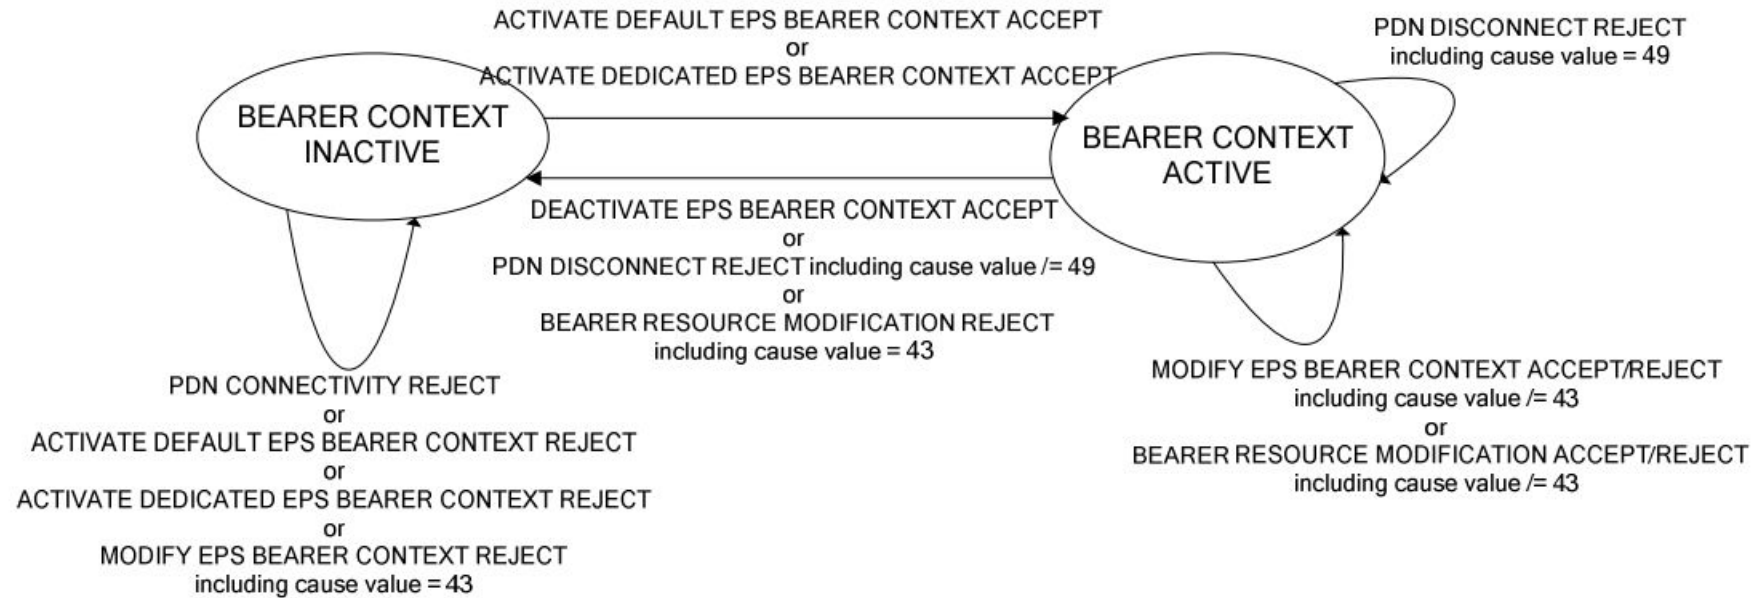 ACTIVATE DEFAULT EPS BEARER CONTEXT ACCEPT
or
ACTIVATE DEDICATED EPS BEARER CONTEXT ACCEPT
PDN DISCONNECT REJECT
including cause value = 49
BEARER CONTEXT
INACTIVE
BEARER CONTEXT
ACTIVE
DEACTIVATE EPS BEARER CONTEXT ACCEPT
or
PDN DISCONNECT REJECT including cause value /= 49
or
BEARER RESOURCE MODIFICATION REJECT
including cause value = 43
PDN CONNECTIVITY REJECT
or
ACTIVATE DEFAULT EPS BEARER CONTEXT REJECT
or
ACTIVATE DEDICATED EPS BEARER CONTEXT REJECT
or
MODIFY EPS BEARER CONTEXT REJECT
including cause value = 43
MODIFY EPS BEARER CONTEXT ACCEPT/REJECT
including cause value /= 43
or
BEARER RESOURCE MODIFICATION ACCEPT/REJECT
including cause value /= 43